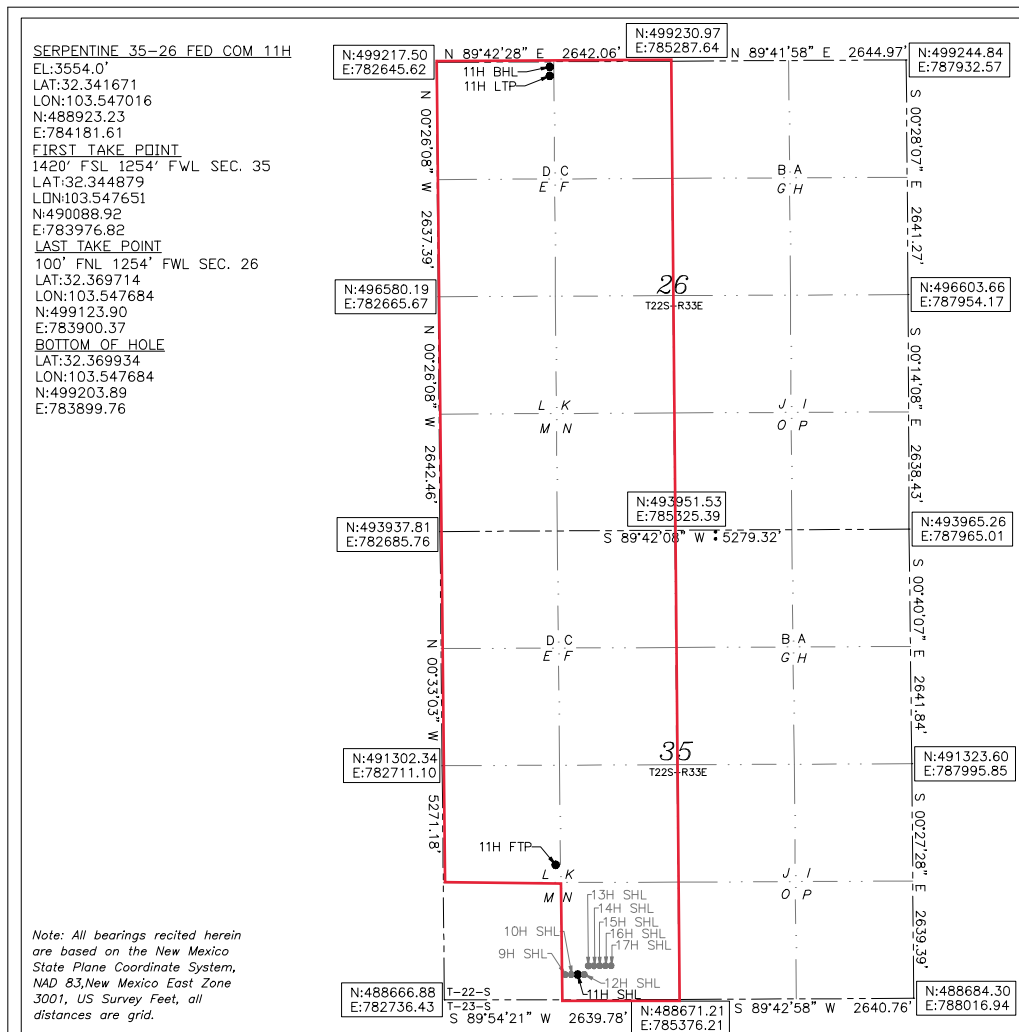 SERPENTINE 35-26 FED COM 11H
EL:3554.0'
LAT:32.341671
LON:103.547016
N:488923.23
E:784181.61
FIRST TAKE POINT
1420' FSL 1254' FWL SEC. 35
LAT:32.344879
LON:103.547651
N:490088.92
E:783976.82
LAST TAKE POINT
100' FNL 1254' FWL SEC. 26
LAT:32.369714
LON:103.547684
N:499123.90
E:783900.37
BOTTOM OF HOLE
LAT:32.369934
LON:103.547684
N:499203.89
E:783899.76
N:499217.50
E:782645.62
N 89°42'28" E 2642.06'
N:499230.97
E:785287.64
N 89°41'58" E 2644.97'
N:499244.84
E:787932.57
11H BHL
11H LTP
N 00°26'08" W 2637.39'
S 00°28'07" E 2641.27'
D C
E F
B A
G H
N:496580.19
E:782665.67
26
T22S-R33E
N:496603.66
E:787954.17
N 00°26'08" W 2642.46'
S 00°14'08" E 2638.43'
L K
M N
J I
O P
N:493937.81
E:782685.76
N:493951.53
E:785325.39
S 89°42'08" W : 5279.32'
N:493965.26
E:787965.01
N 00°33'03" W 5271.18'
S 00°40'07" E 2641.84'
D C
E F
B A
G H
N:491302.34
E:782711.10
35
T22S-R33E
N:491323.60
E:787995.85
S 00°27'28" E 2639.39'
11H FTP
L K
M N
J I
O P
13H SHL
14H SHL
15H SHL
16H SHL
17H SHL
10H SHL
9H SHL
12H SHL
11H SHL
N:488666.88
E:782736.43
T-22-S
T-23-S
S 89°54'21" W 2639.78'
N:488671.21
E:785376.21
S 89°42'58" W 2640.76'
N:488684.30
E:788016.94
Note: All bearings recited herein
are based on the New Mexico
State Plane Coordinate System,
NAD 83,New Mexico East Zone
3001, US Survey Feet, all
distances are grid.